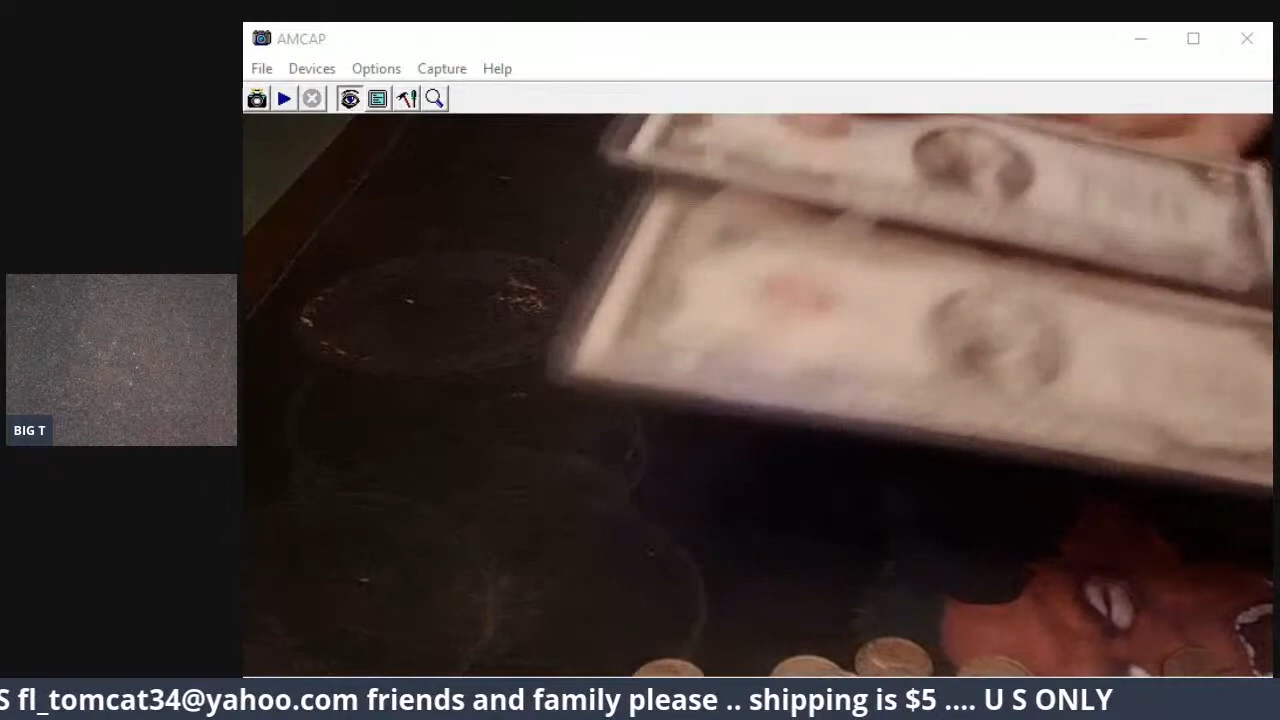 AMCAP
File Devices Options Capture Help
BIG T
S fl_tomcat34@yahoo.com friends and family please .. shipping is $5 .... U S ONLY